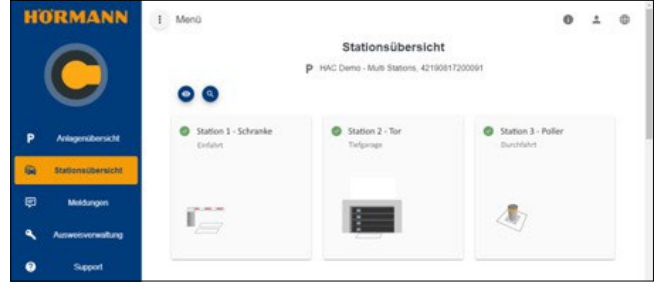 HÖRMANN
Menü
Stationsübersicht
P HAC Demo - Multi Stations, 42190817200091
P Anlagenübersicht
Stationsübersicht
Meldungen
Ausweisverwaltung
Support
Station 1 - Schranke
Einfahrt
Station 2 - Tor
Tiefgarage
Station 3 - Poller
Durchfahrt